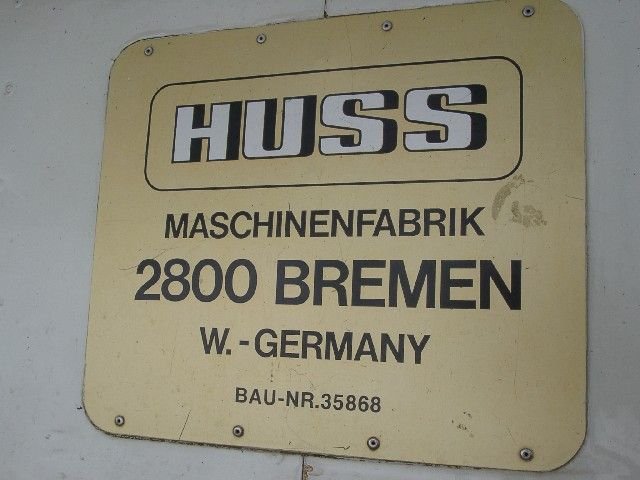 HUSS
MASCHINENFABRIK
2800 BREMEN
W.-GERMANY
BAU-NR.35868